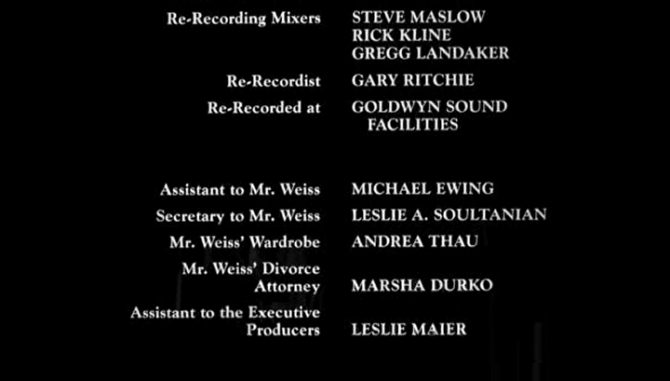 Re-Recording Mixers STEVE MASLOW
RICK KLINE
GREGG LANDAKER
Re-Recordist GARY RITCHIE
Re-Recorded at GOLDWYN SOUND
FACILITIES
Assistant to Mr. Weiss MICHAEL EWING
Secretary to Mr. Weiss LESLIE A. SOULTANIAN
Mr. Weiss' Wardrobe ANDREA THAU
Mr. Weiss' Divorce
Attorney MARSHA DURKO
Assistant to the Executive
Producers LESLIE MAIER